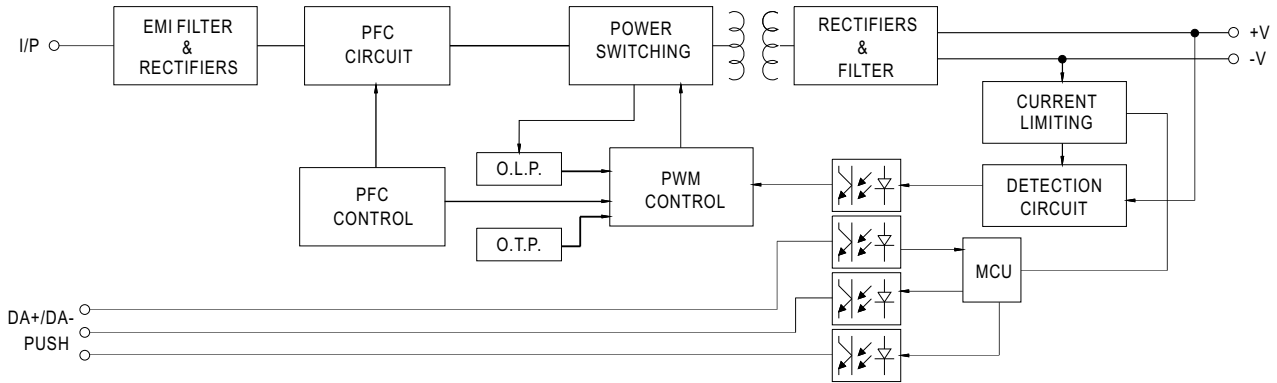 I/P
EMI FILTER
&
RECTIFIERS
PFC
CIRCUIT
POWER
SWITCHING
RECTIFIERS
&
FILTER
+V
-V
CURRENT
LIMITING
O.L.P.
PFC
CONTROL
PWM
CONTROL
DETECTION
CIRCUIT
O.T.P.
MCU
DA+/DA-
PUSH